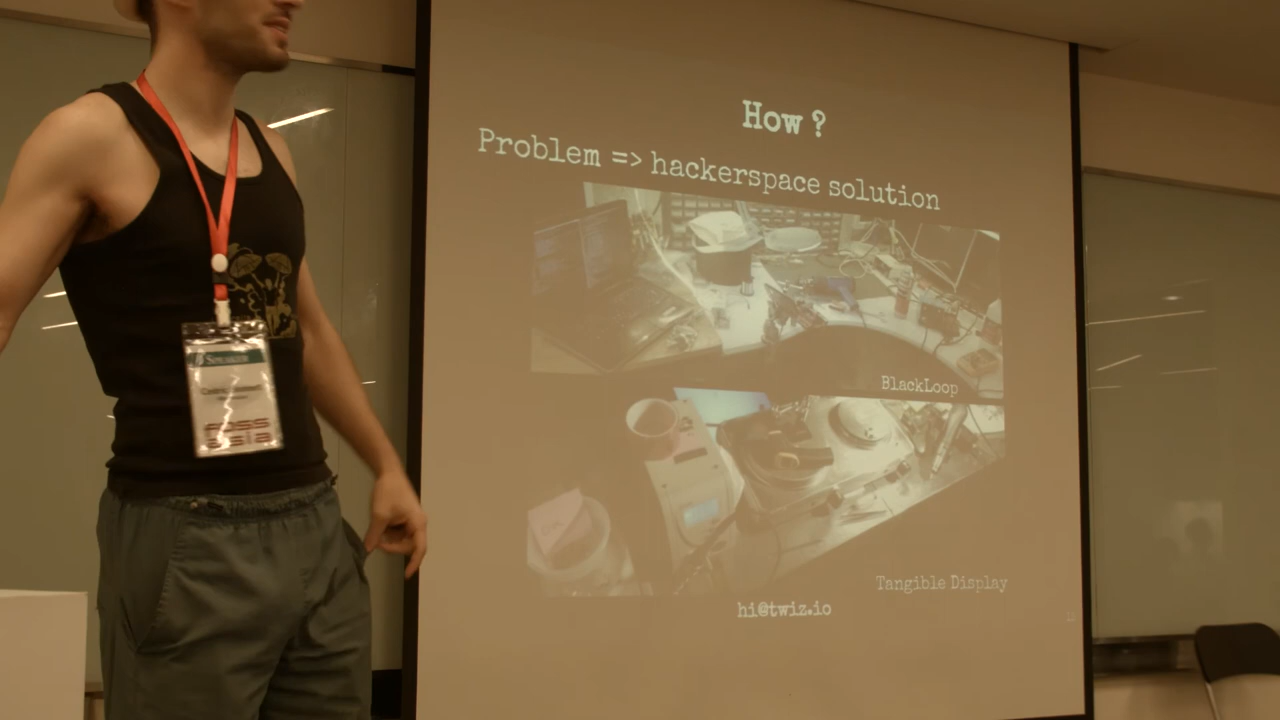 How ?
Problem => hackerspace solution
BlackLoop
Tangible Display
hi@twiz.io
SPEAKER
FOSS
asia